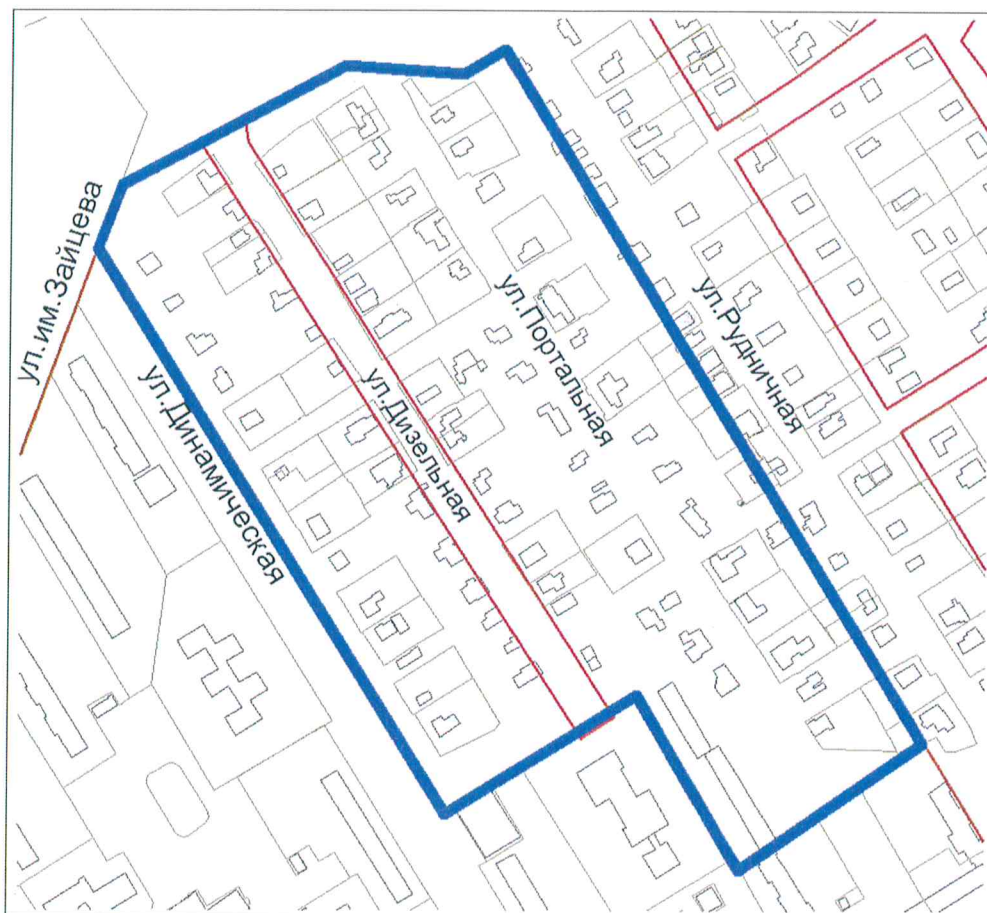 ул.им.Зайцева
ул.Динамическая
ул.Дизельная
ул.Портальная
ул.Рудничная